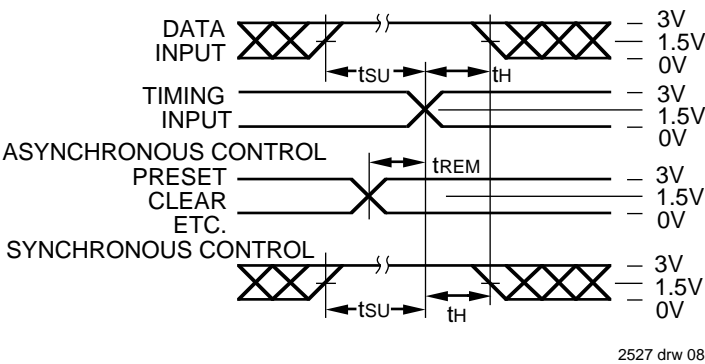 DATA
INPUT
3V
1.5V
0V
tSU
tH
TIMING
INPUT
3V
1.5V
0V
ASYNCHRONOUS CONTROL
tREM
PRESET
CLEAR
ETC.
3V
1.5V
0V
SYNCHRONOUS CONTROL
3V
1.5V
0V
tSU
tH
2527 drw 08